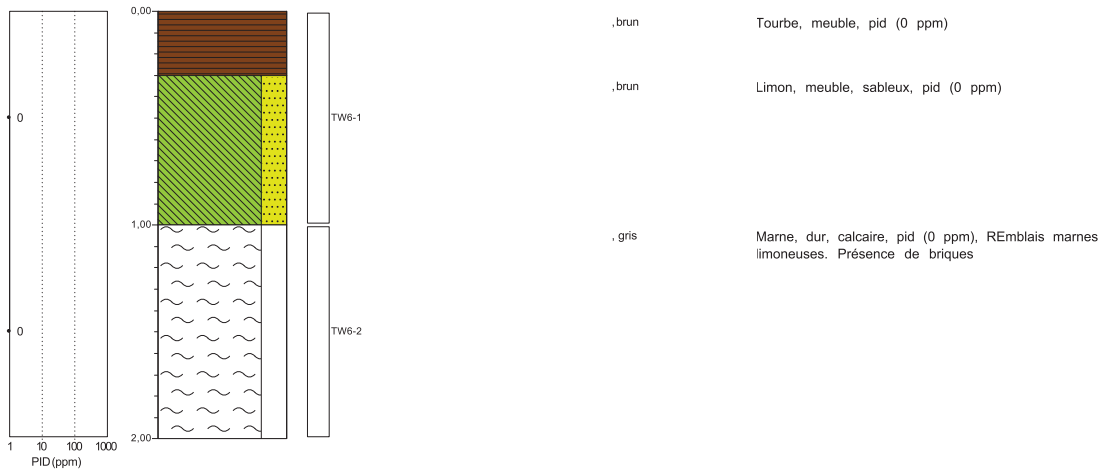 0,00
,brun
Tourbe, meuble, pid (0 ppm)
,brun
Limon, meuble, sableux, pid (0 ppm)
0
TW6-1
1,00
, gris
Marne, dur, calcaire, pid (0 ppm), REmblais marnes
limoneuses. Présence de briques
0
TW6-2
2,00
1 10 100 1000
PID (ppm)